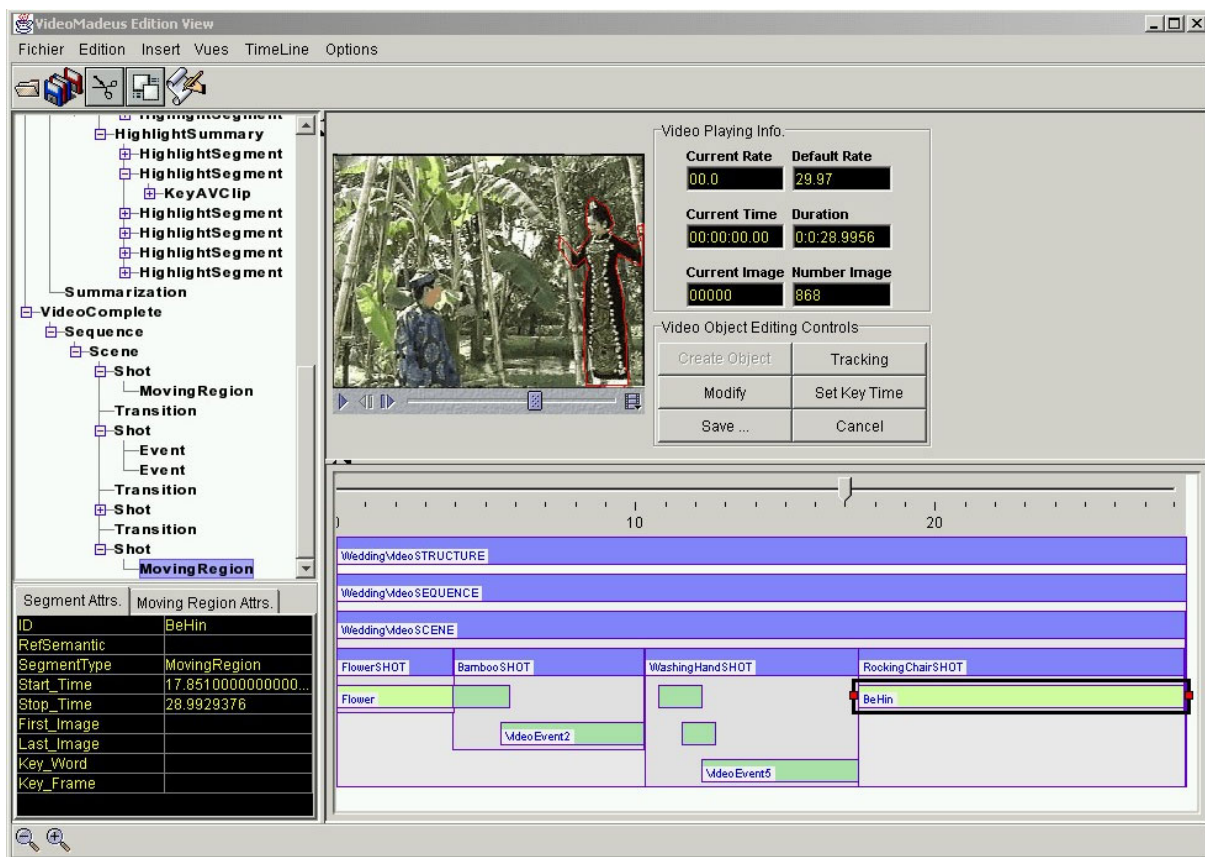 VideoMadeus Edition View
Fichier Edition Insert Vues TimeLine Options
HighlightSegment
HighlightSummary
HighlightSegment
HighlightSegment
KeyAVClip
HighlightSegment
HighlightSegment
HighlightSegment
HighlightSegment
Summarization
VideoComplete
Sequence
Scene
Shot
MovingRegion
Transition
Shot
Event
Event
Transition
Shot
Transition
Shot
MovingRegion
Segment Attrs. Moving Region Attrs.
ID BeHin
RefSemantic
SegmentType MovingRegion
Start_Time 17.8510000000000...
Stop_Time 28.9929376
First_Image
Last_Image
Key_Word
Key_Frame
Video Playing Info.
Current Rate Default Rate
00.0 29.97
Current Time Duration
00:00:00.00 0:0:28.9956
Current Image Number Image
00000 868
Video Object Editing Controls
Create Object Tracking
Modify Set Key Time
Save ... Cancel
10 20
WeddingVideoSTRUCTURE
WeddingVideoSEQUENCE
WeddingVideoSCENE
FlowerSHOT BambooSHOT WashingHandSHOT RockingChairSHOT
Flower BeHin
VideoEvent2
VideoEvent5